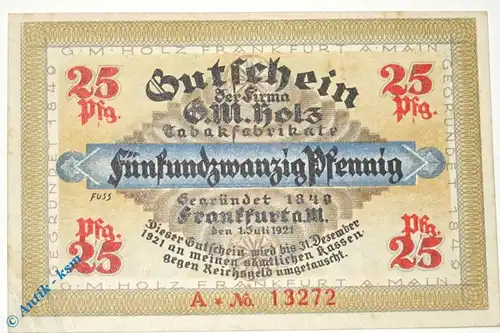 G·M·HOLZ FRANKFURT A·MAIN
GEGRÜNDET 1849
GEGRÜNDET 1849
25 Pfg.
25 Pfg.
Gutschein
der Firma
G.M. Holz
Tabakfabrikate
Fünfundzwanzig Pfennig
FUSS
Gegründet 1849
Frankfurt a M.
den 1. Juli 1921
Dieser Gutschein wird bis 31. Dezember
1921 an meinen sämtlichen Kassen
gegen Reichsgeld umgetauscht.
Pfg. 25
Pfg. 25
A * No. 13272
© Antik-ksm